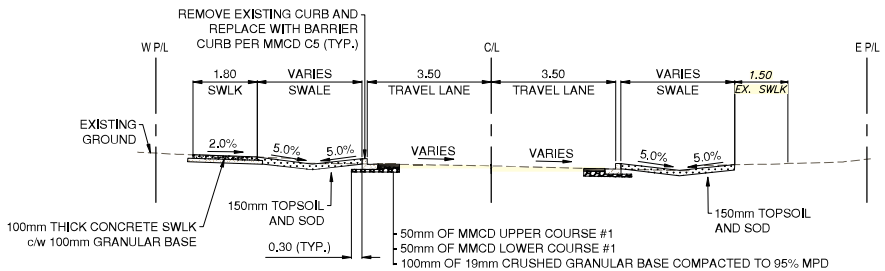 REMOVE EXISTING CURB AND
REPLACE WITH BARRIER
CURB PER MMCD C5 (TYP.)
W P/L
C/L
E P/L
1.80
SWLK
VARIES
SWALE
3.50
TRAVEL LANE
3.50
TRAVEL LANE
VARIES
SWALE
1.50
EX. SWLK
EXISTING
GROUND
2.0%
5.0%
5.0%
VARIES
VARIES
5.0%
5.0%
150mm TOPSOIL
AND SOD
150mm TOPSOIL
AND SOD
100mm THICK CONCRETE SWLK
c/w 100mm GRANULAR BASE
0.30 (TYP.)
50mm OF MMCD UPPER COURSE #1
50mm OF MMCD LOWER COURSE #1
100mm OF 19mm CRUSHED GRANULAR BASE COMPACTED TO 95% MPD